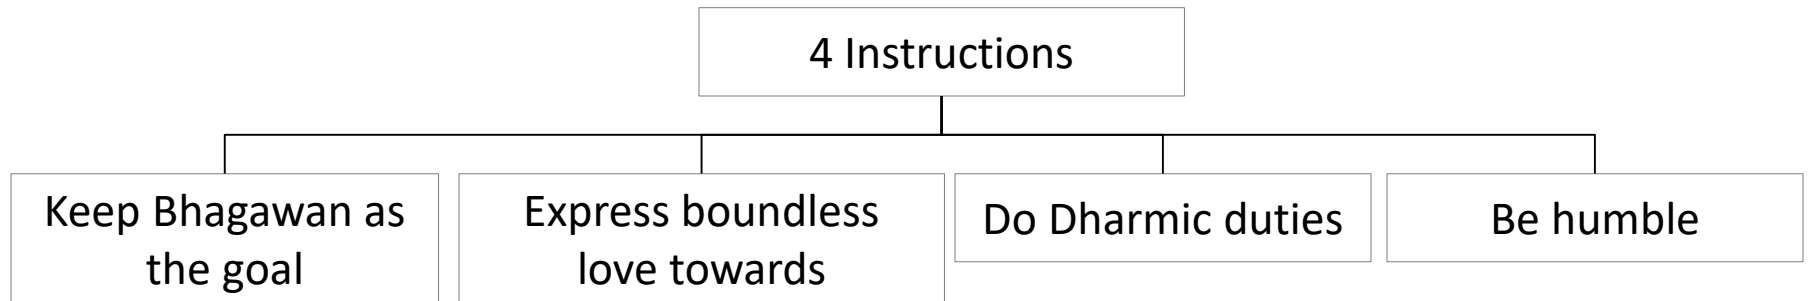 4 Instructions
Keep Bhagawan as
the goal
Express boundless
love towards
Do Dharmic duties
Be humble